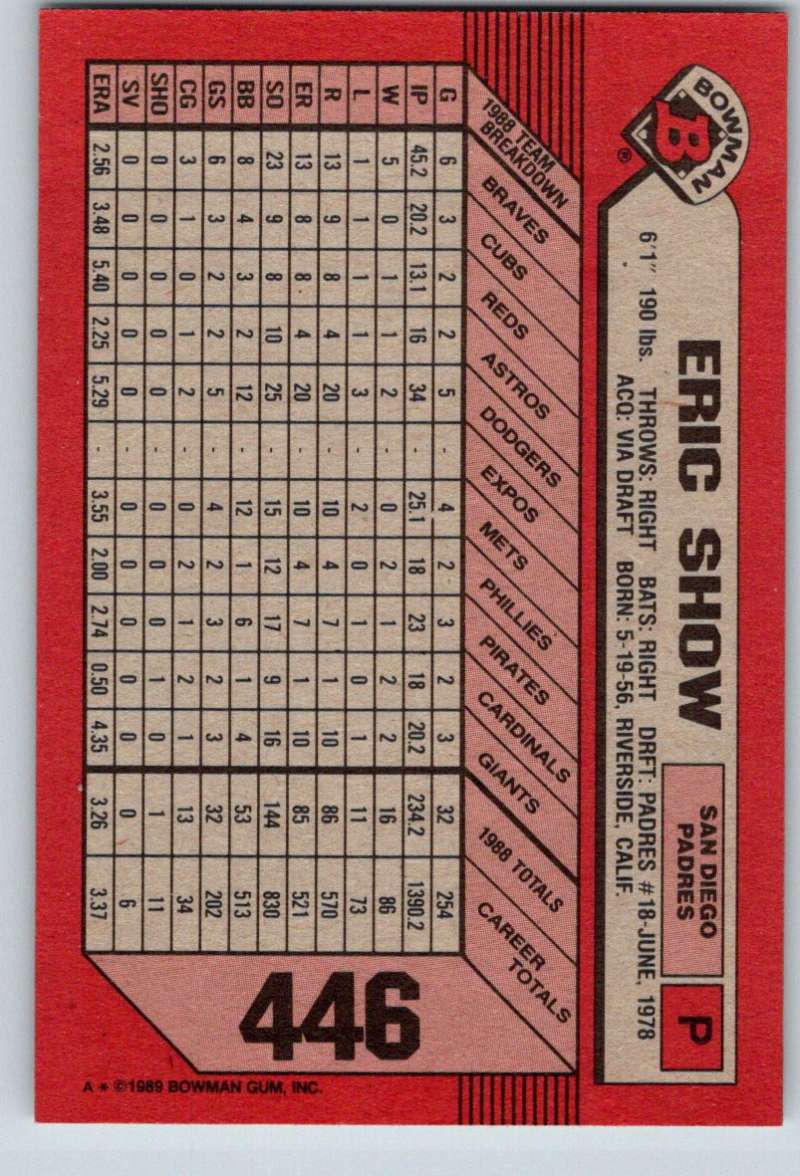 BOWMAN
B
®
ERIC SHOW
SAN DIEGO
PADRES
P
6'1" 190 lbs. THROWS: RIGHT BATS: RIGHT DRFT: PADRES #18-JUNE, 1978
ACQ: VIA DRAFT BORN: 5-19-56, RIVERSIDE, CALIF.
1988 TEAM
BREAKDOWN
BRAVES
CUBS
REDS
ASTROS
DODGERS
EXPOS
METS
PHILLIES
PIRATES
CARDINALS
GIANTS
1988 TOTALS
CAREER
TOTALS
G 6 3 2 2 5 - 4 2 3 2 3 32 254
IP 45.2 20.2 13.1 16 34 - 25.1 18 23 18 20.2 234.2 1390.2
W 5 0 1 1 2 - 0 2 1 2 2 16 86
L 1 1 1 1 3 - 2 0 1 0 1 11 73
R 13 9 8 4 20 - 10 4 7 1 10 86 570
ER 13 8 8 4 20 - 10 4 7 1 10 85 521
SO 23 9 8 10 25 - 15 12 17 9 16 144 830
BB 8 4 3 2 12 - 12 1 6 1 4 53 513
GS 6 3 2 2 5 - 4 2 3 2 3 32 202
CG 3 1 0 1 2 - 0 2 1 2 1 13 34
SHO 0 0 0 0 0 - 0 0 0 1 0 1 11
SV 0 0 0 0 0 - 0 0 0 0 0 0 6
ERA 2.56 3.48 5.40 2.25 5.29 - 3.55 2.00 2.74 0.50 4.35 3.26 3.37
446
A * ©1989 BOWMAN GUM, INC.